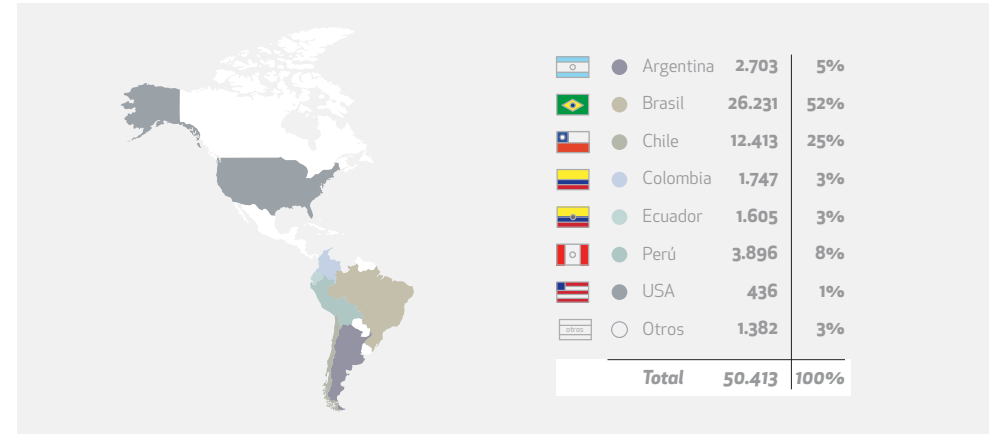 Argentina 2.703 5%
Brasil 26.231 52%
Chile 12.413 25%
Colombia 1.747 3%
Ecuador 1.605 3%
Perú 3.896 8%
USA 436 1%
otros Otros 1.382 3%
Total 50.413 100%